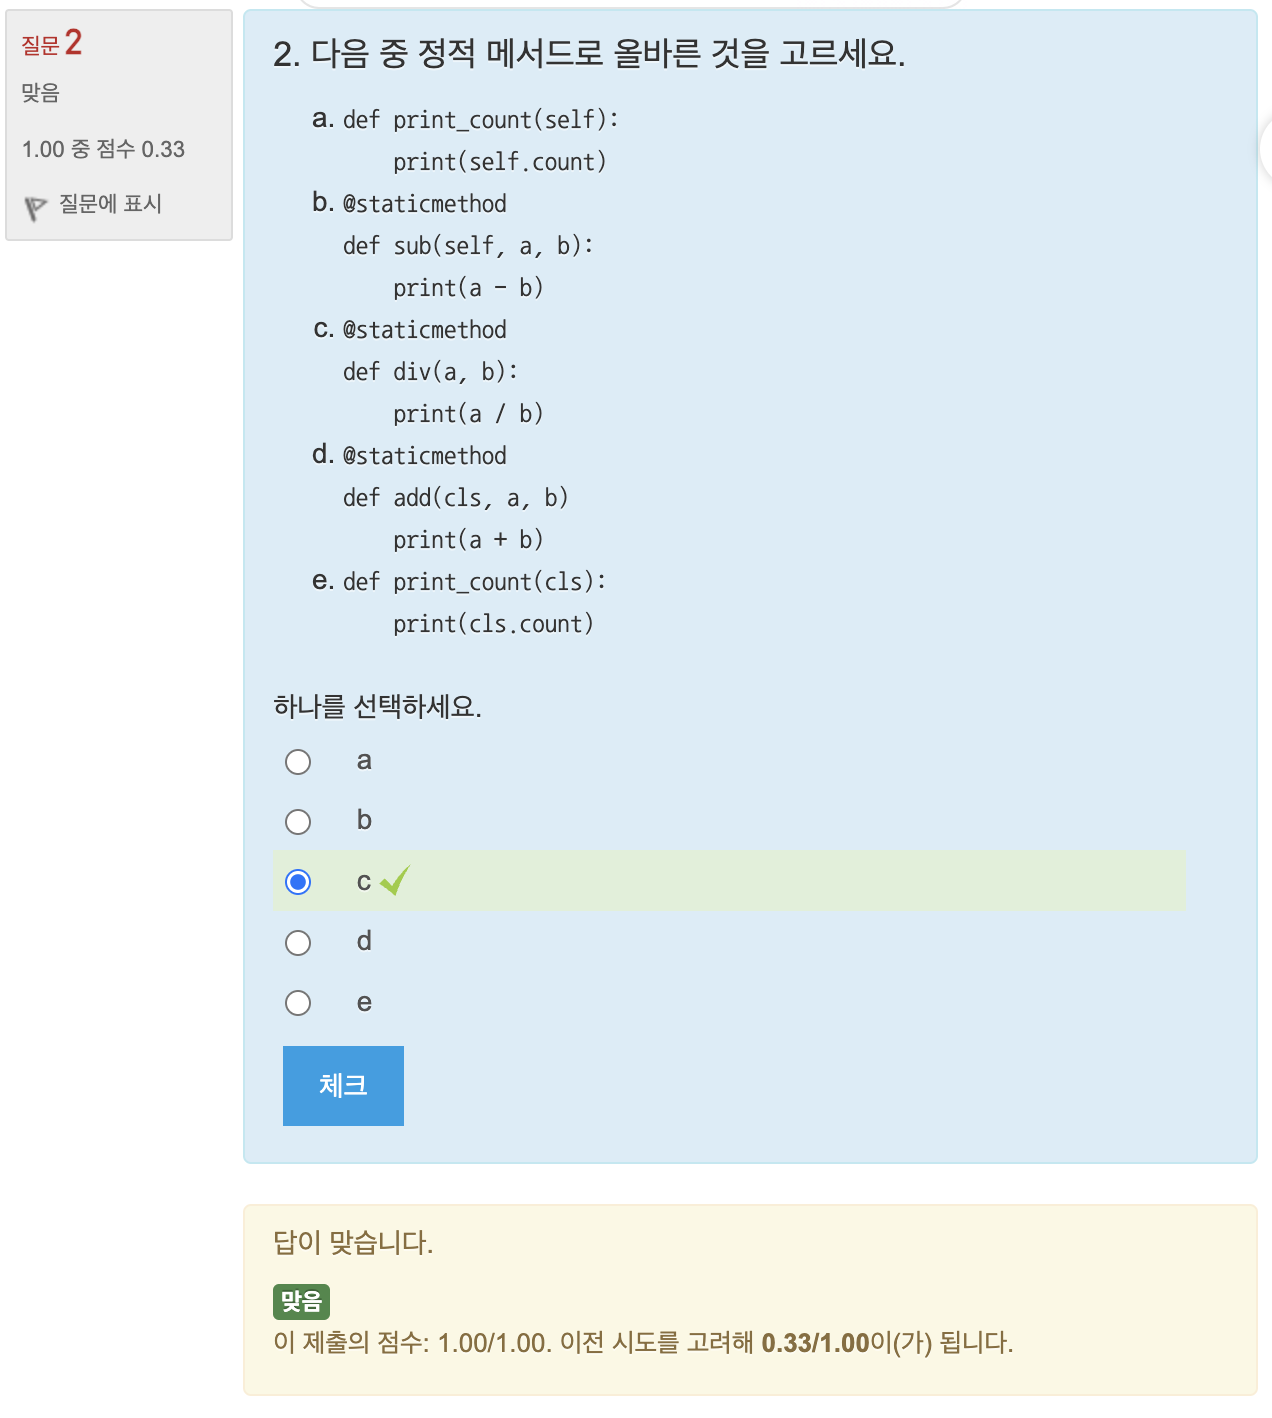 질문 2
맞음
1.00 중 점수 0.33
질문에 표시
2. 다음 중 정적 메서드로 올바른 것을 고르세요.
a. def print_count(self):
    print(self.count)
b. @staticmethod
def sub(self, a, b):
    print(a - b)
c. @staticmethod
def div(a, b):
    print(a / b)
d. @staticmethod
def add(cls, a, b)
    print(a + b)
e. def print_count(cls):
    print(cls.count)
하나를 선택하세요.
a
b
c
d
e
체크
답이 맞습니다.
맞음
이 제출의 점수: 1.00/1.00. 이전 시도를 고려해 0.33/1.00이(가) 됩니다.